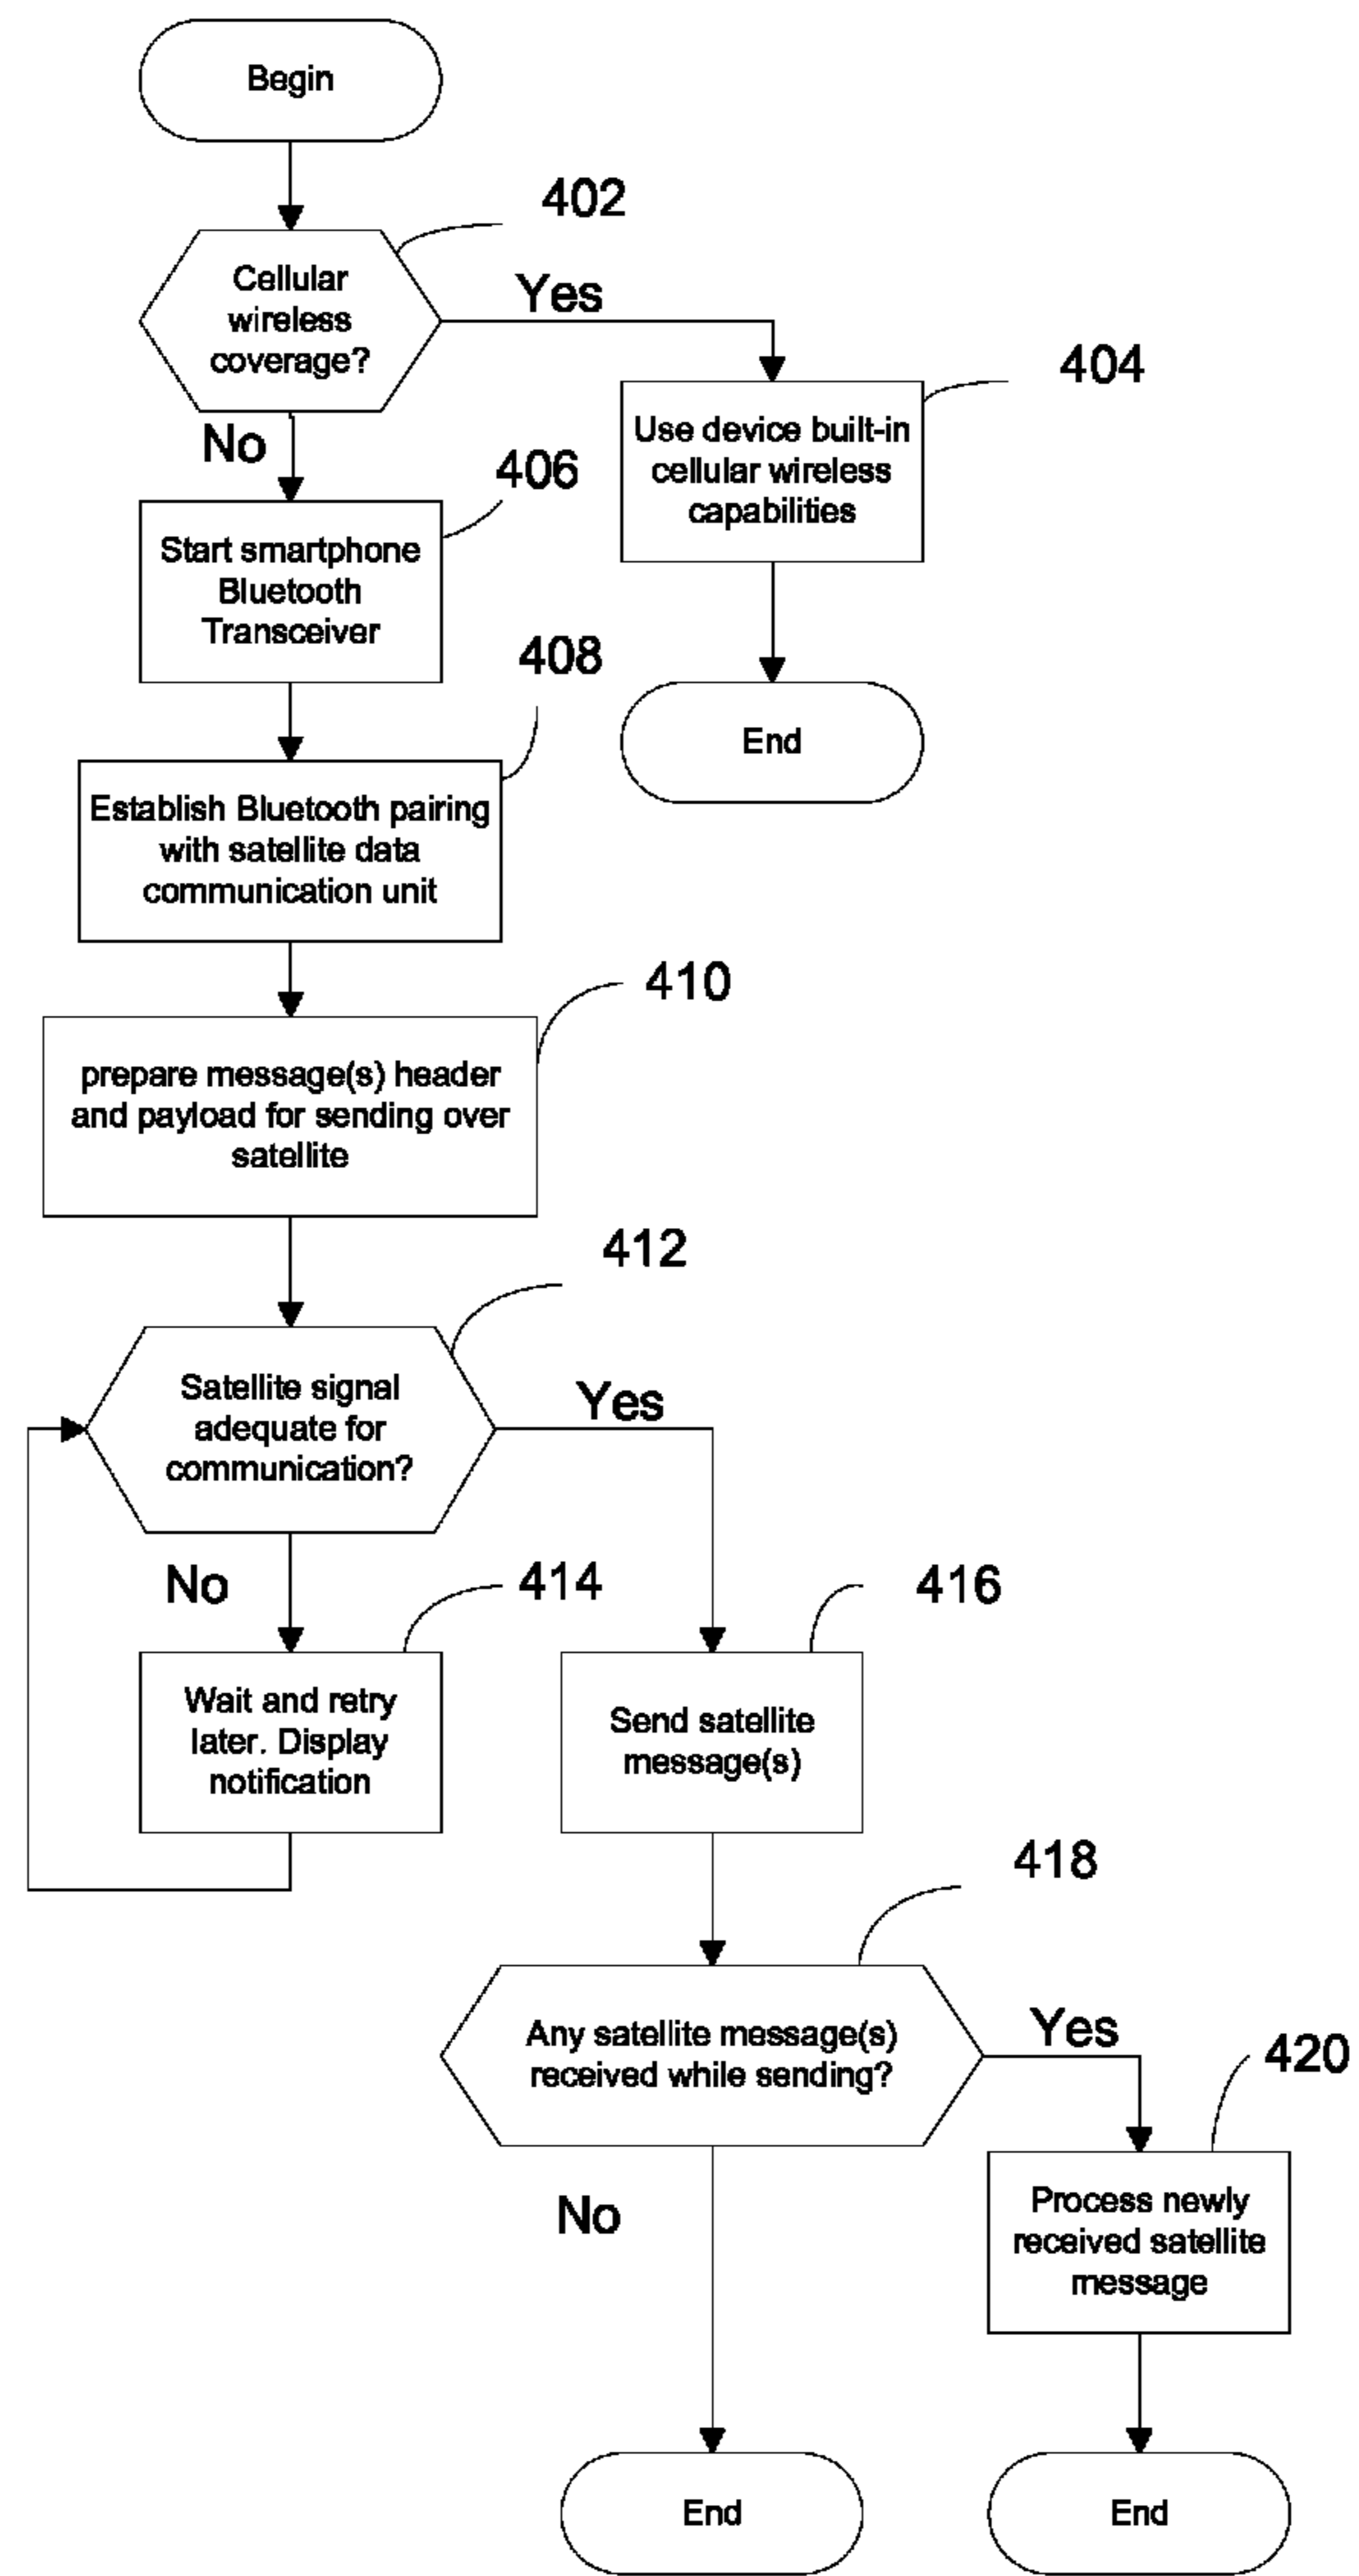 Begin
402
Cellular
wireless
coverage?
Yes
404
No
Use device built-in
cellular wireless
capabilities
406
Start smartphone
Bluetooth
Transceiver
408
End
Establish Bluetooth pairing
with satellite data
communication unit
410
prepare message(s) header
and payload for sending over
satellite
412
Satellite signal
adequate for
communication?
Yes
No
414
416
Wait and retry
later. Display
notification
Send satellite
message(s)
418
Any satellite message(s)
received while sending?
Yes
420
No
Process newly
received satellite
message
End
End